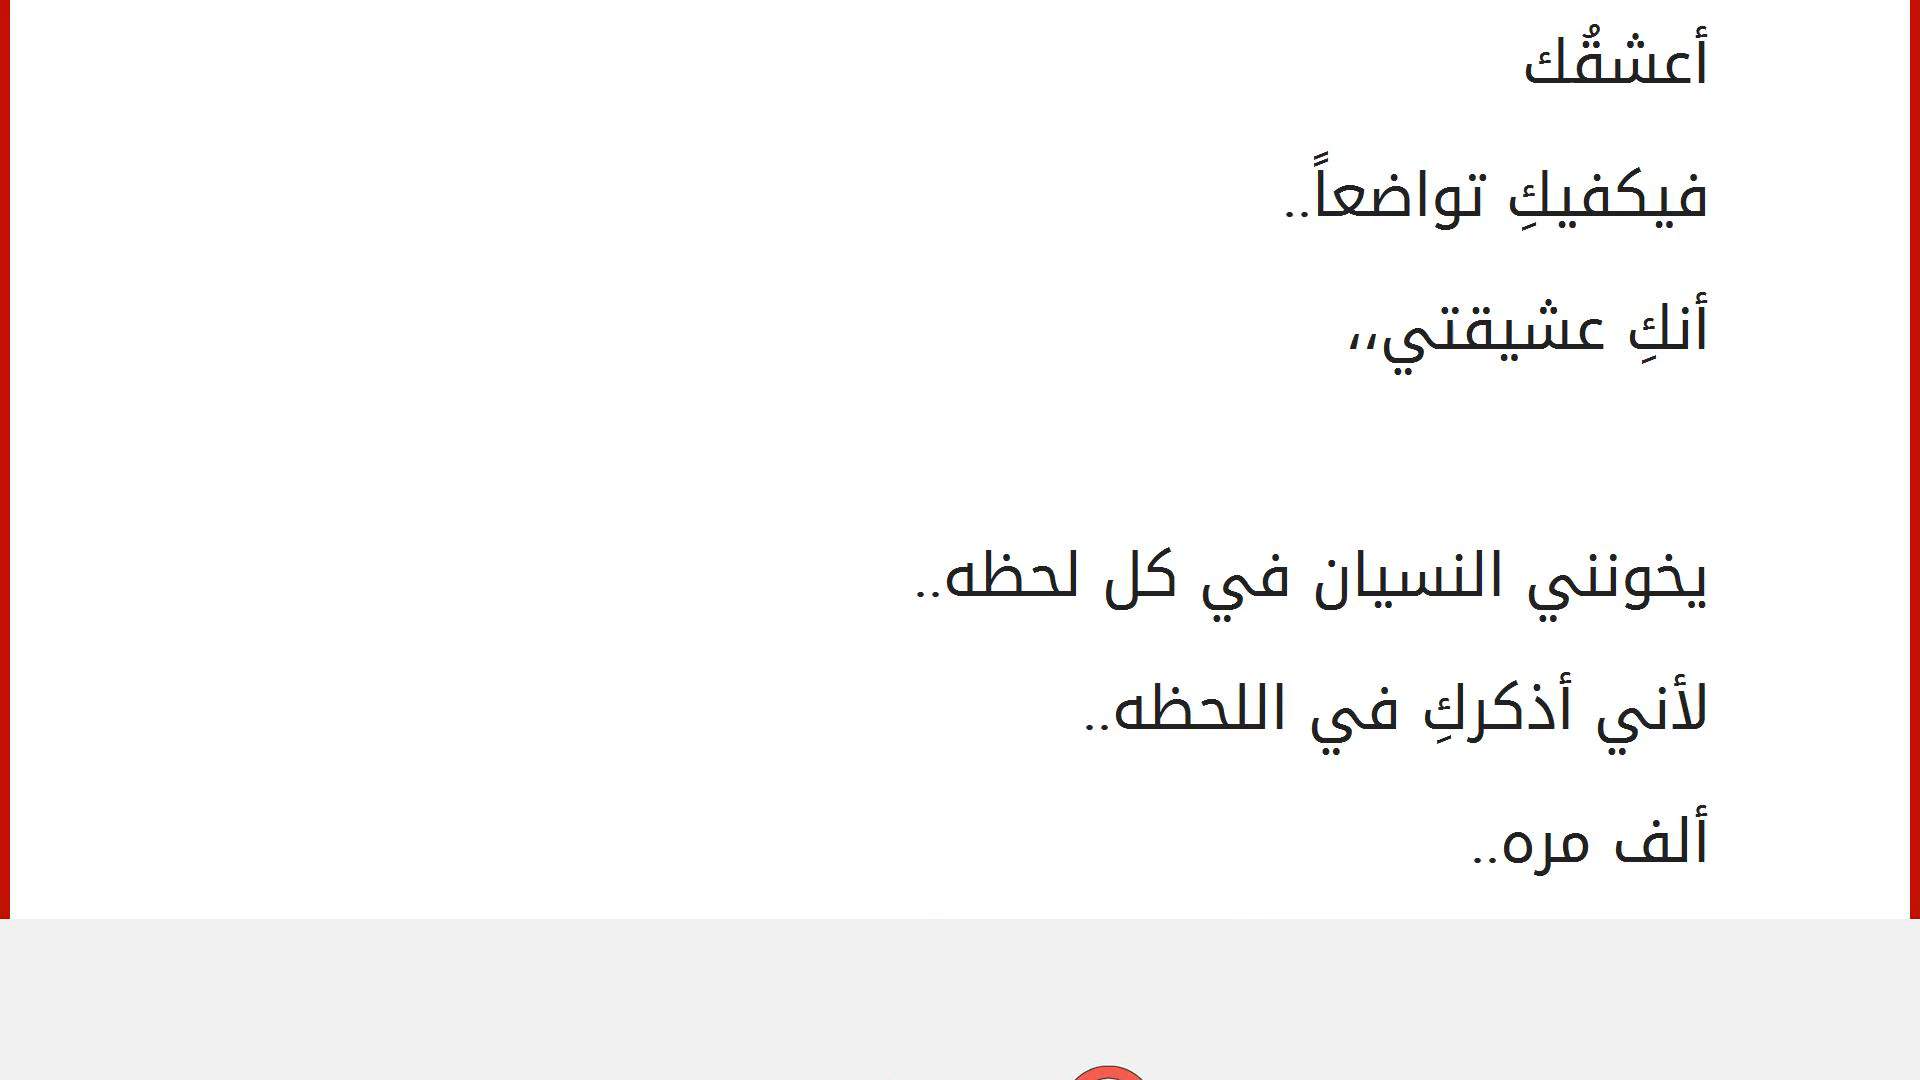 أعشقُك
فيكفيكِ تواضعاً..
أنكِ عشيقتي،،
يخونني النسيان في كل لحظه..
لأني أذكركِ في اللحظه..
ألف مره..